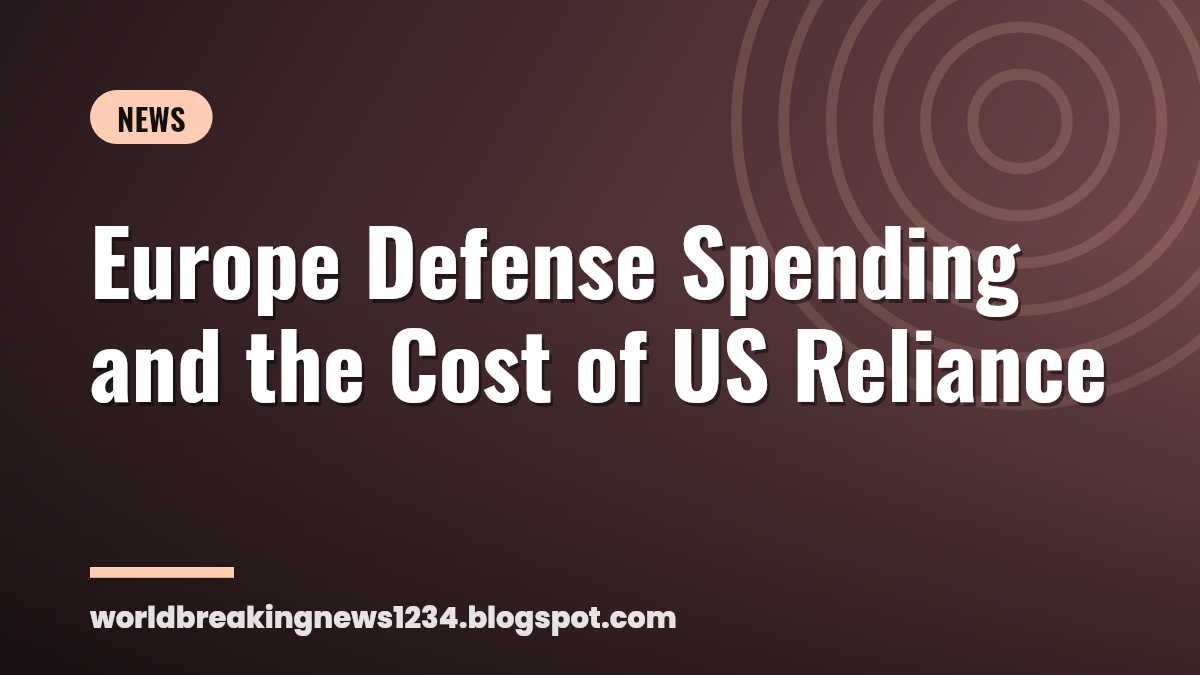 NEWS
Europe Defense Spending
and the Cost of US Reliance
worldbreakingnews1234.blogspot.com